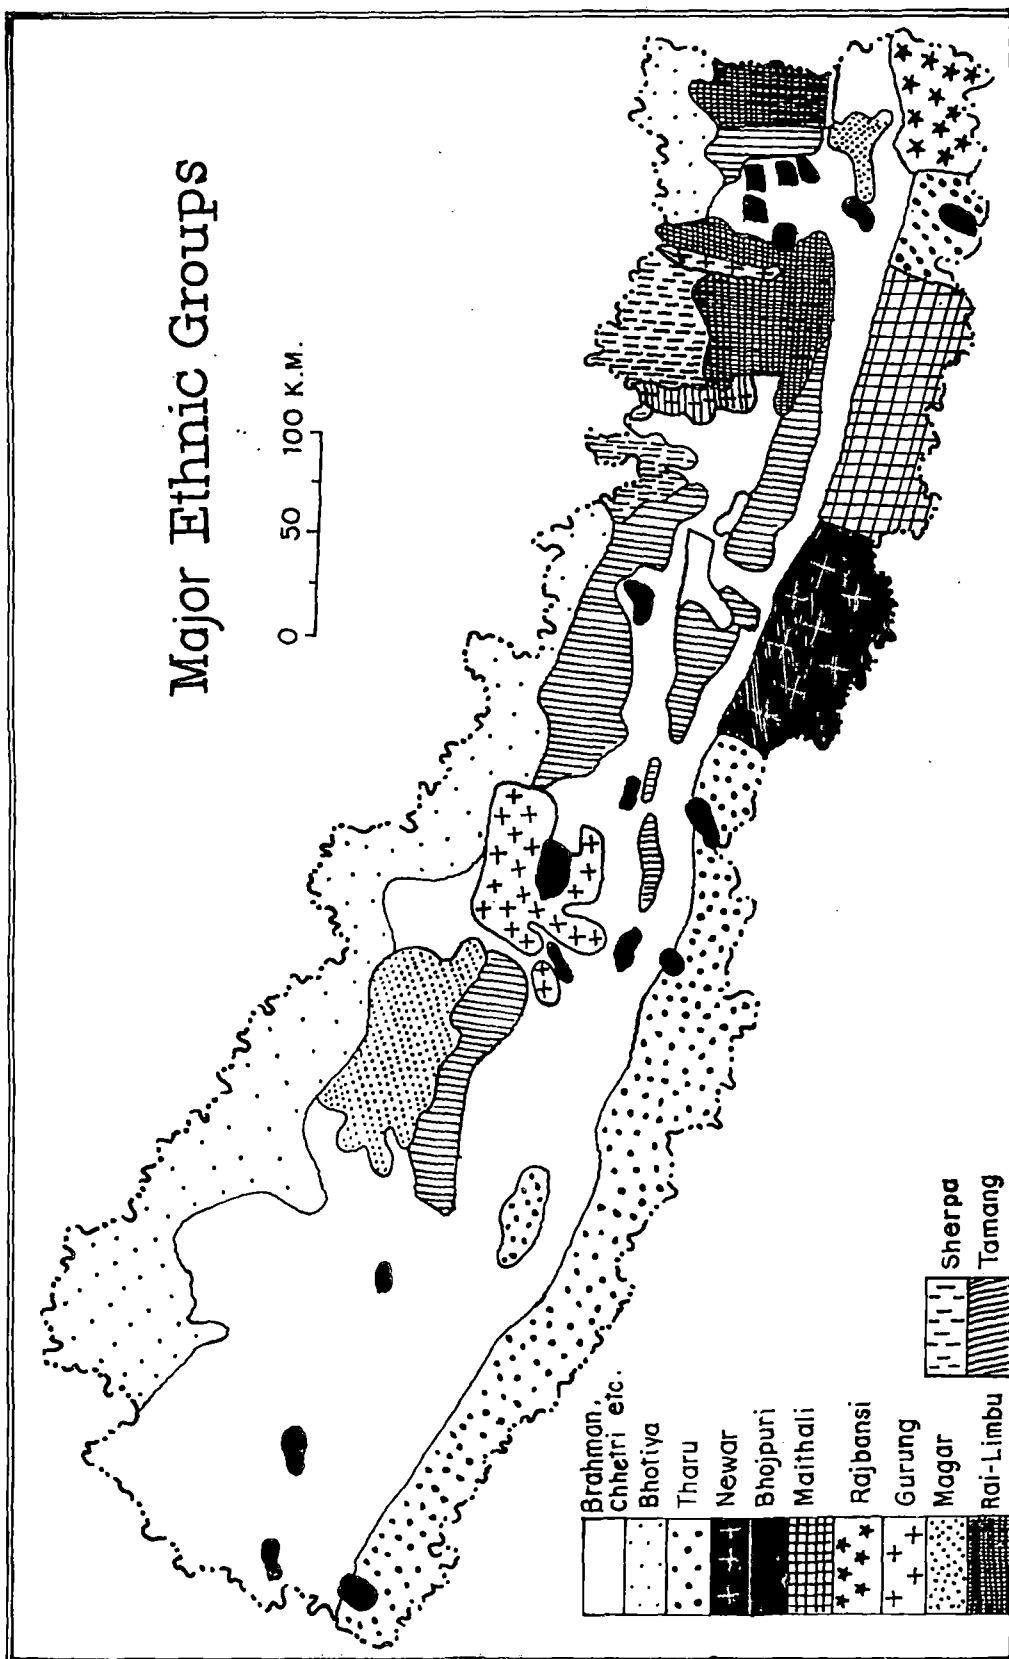 Major Ethnic Groups
0 50 100 K.M.
Brahman,
Chhetri etc.
Bhotiya
Tharu
Newar
Bhojpuri
Maithali
Rajbansi
Gurung
Magar
Rai-Limbu
Sherpa
Tamang